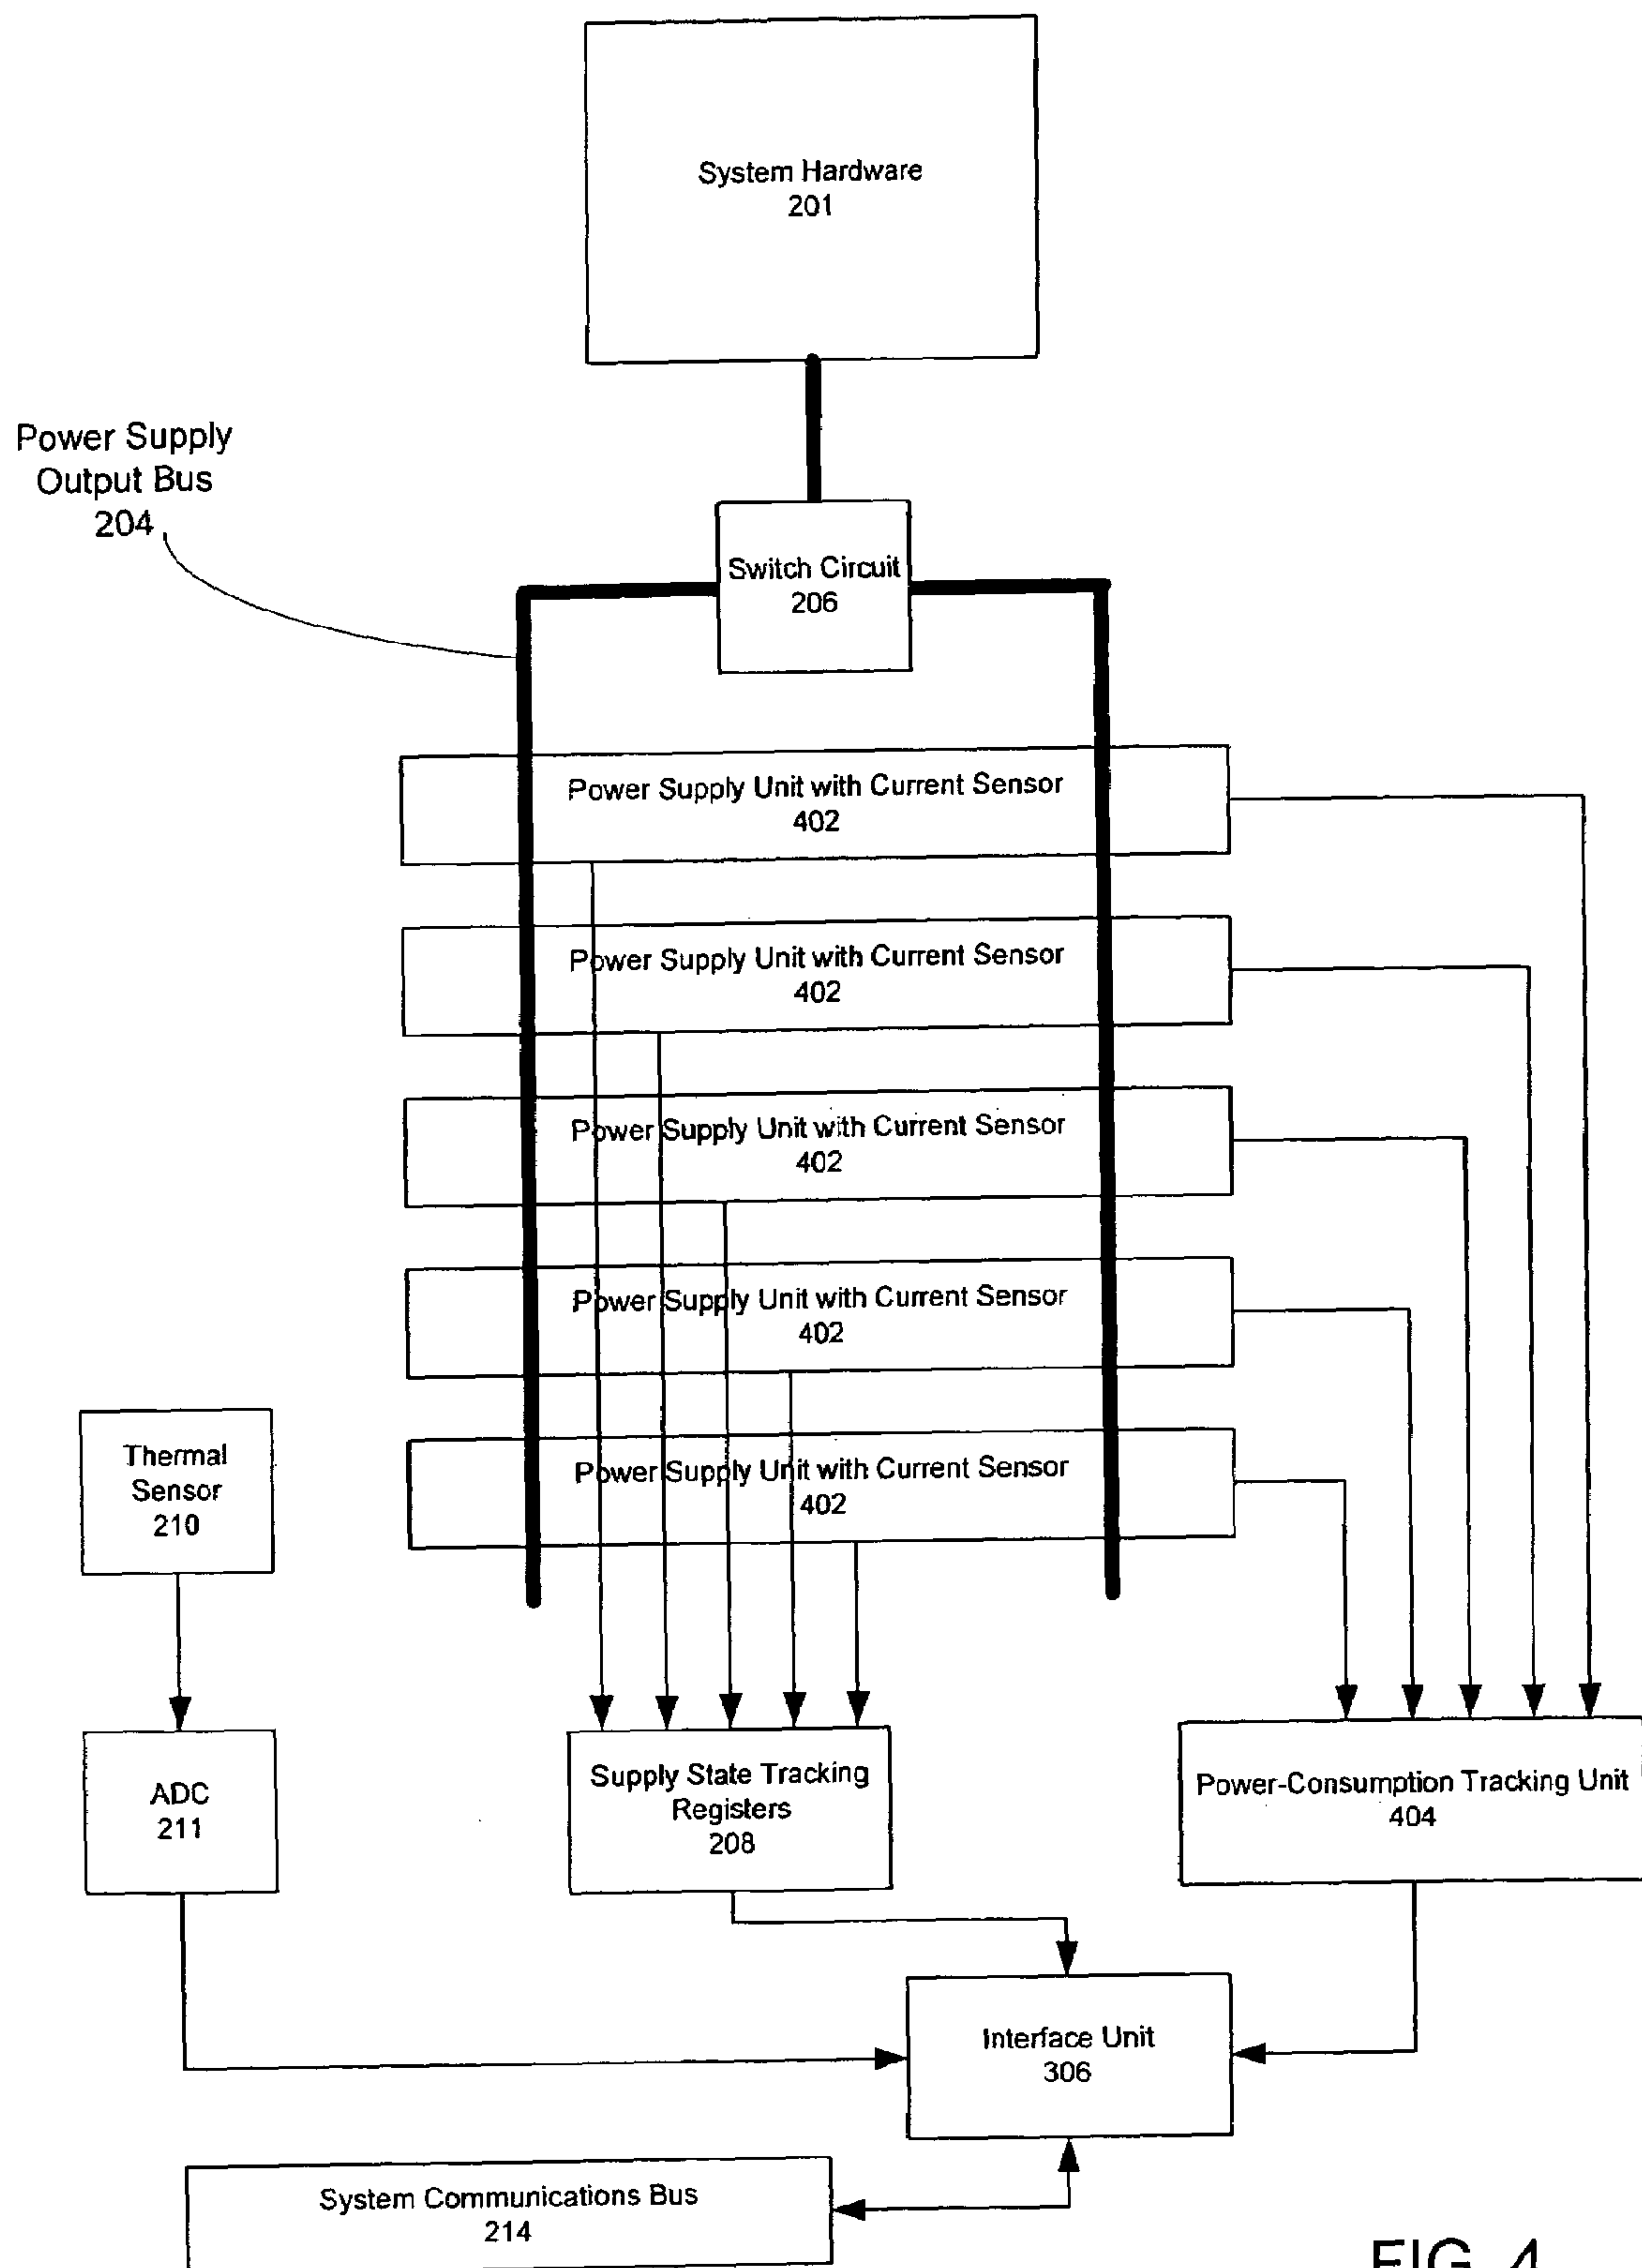 System Hardware
201
Power Supply
Output Bus
204
Switch Circuit
206
Power Supply Unit with Current Sensor
402
Power Supply Unit with Current Sensor
402
Power Supply Unit with Current Sensor
402
Power Supply Unit with Current Sensor
402
Power Supply Unit with Current Sensor
402
Thermal
Sensor
210
ADC
211
Supply State Tracking
Registers
208
Power-Consumption Tracking Unit
404
Interface Unit
306
System Communications Bus
214
FIG. 4